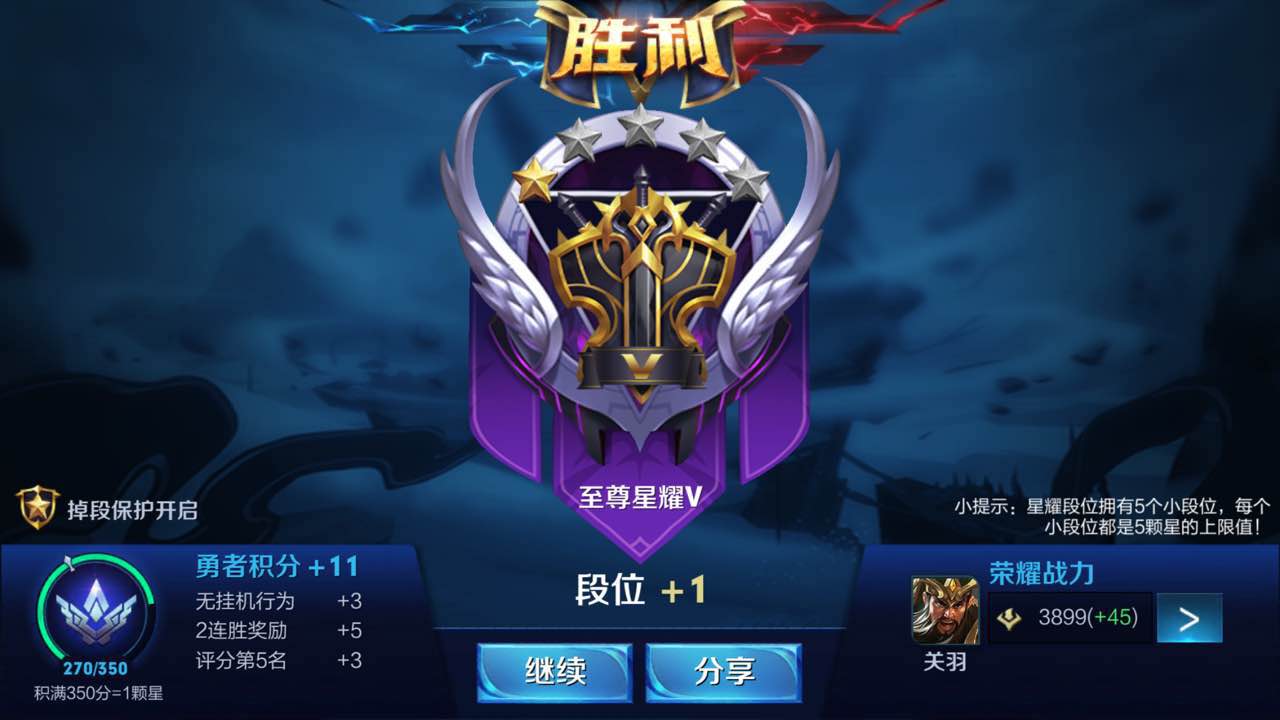 胜利
V
至尊星耀V
段位 +1
继续
分享
掉段保护开启
勇者积分 +11
无挂机行为 +3
2连胜奖励 +5
评分第5名 +3
270/350
积满350分=1颗星
小提示：星耀段位拥有5个小段位，每个
小段位都是5颗星的上限值！
荣耀战力
3899(+45)
>
关羽